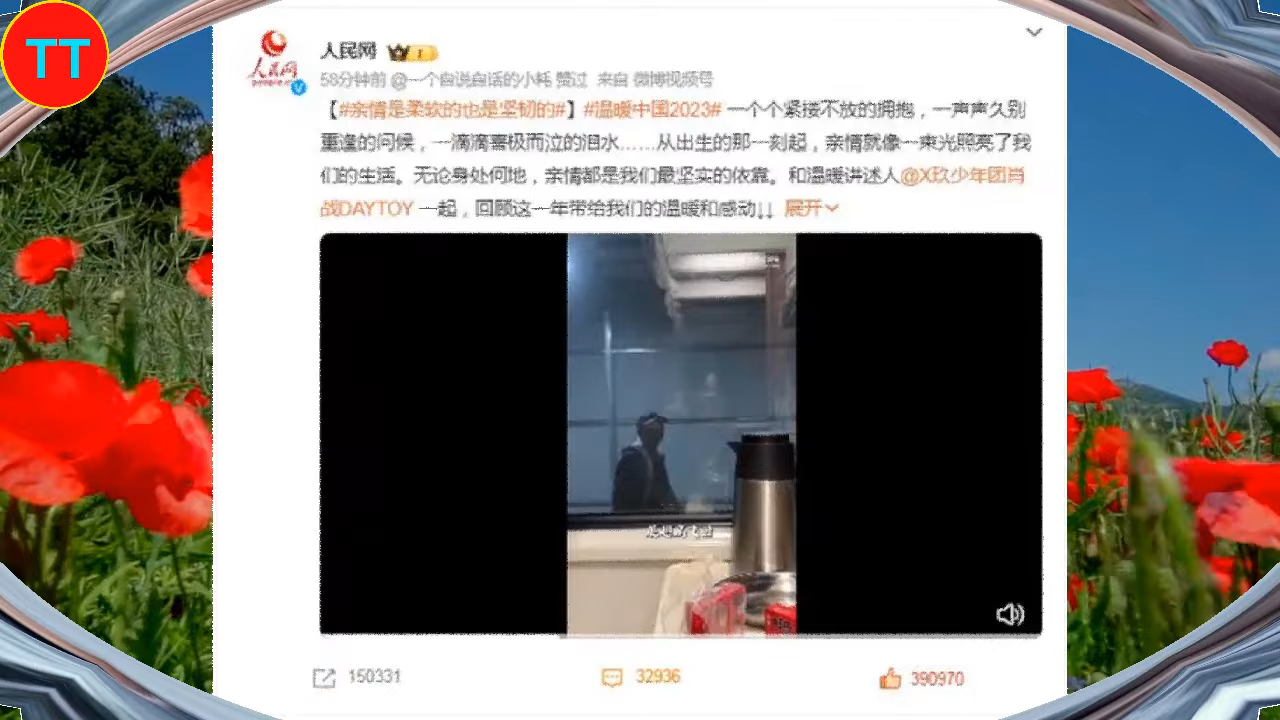 TT
人民网
58分钟前 @一个自说自话的小耗 赞过 来自 微博视频号
【#亲情是柔软的也是坚韧的#】#温暖中国2023# 一个个紧搂不放的拥抱，一声声久别
重逢的问候，一滴滴喜极而泣的泪水……从出生的那一刻起，亲情就像一束光照亮了我
们的生活。无论身处何地，亲情都是我们最坚实的依靠。和温暖讲述人@X玖少年团肖
战DAYTOY 一起，回顾这一年带给我们的温暖和感动↓↓ 展开
150331
32936
390970